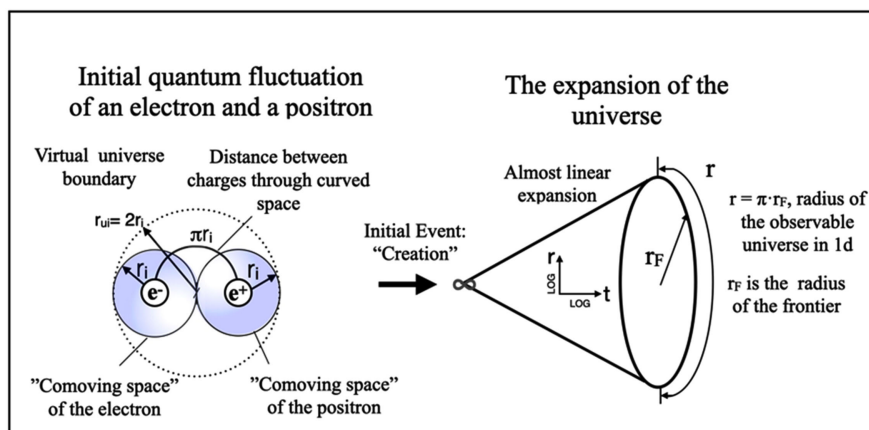 Initial quantum fluctuation
of an electron and a positron
Virtual universe
boundary
Distance between
charges through curved
space
rui= 2ri
πri
ri
ri
e-
e+
"Comoving space"
of the electron
"Comoving space"
of the positron
Initial Event:
"Creation"
The expansion of the
universe
Almost linear
expansion
r
LOG
LOG
t
rF
r
r = π·rF, radius of
the observable
universe in 1d
rF is the radius
of the frontier